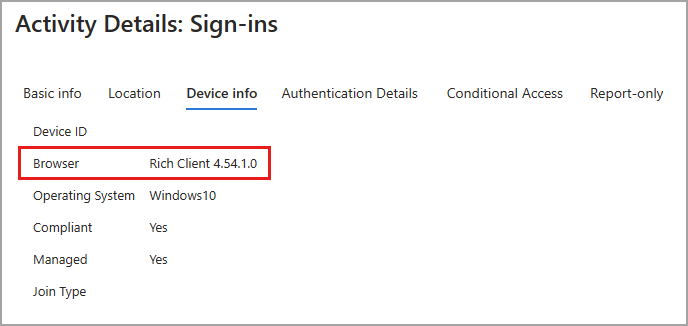 Activity Details: Sign-ins
Basic info Location Device info Authentication Details Conditional Access Report-only
Device ID
Browser Rich Client 4.54.1.0
Operating System Windows10
Compliant Yes
Managed Yes
Join Type